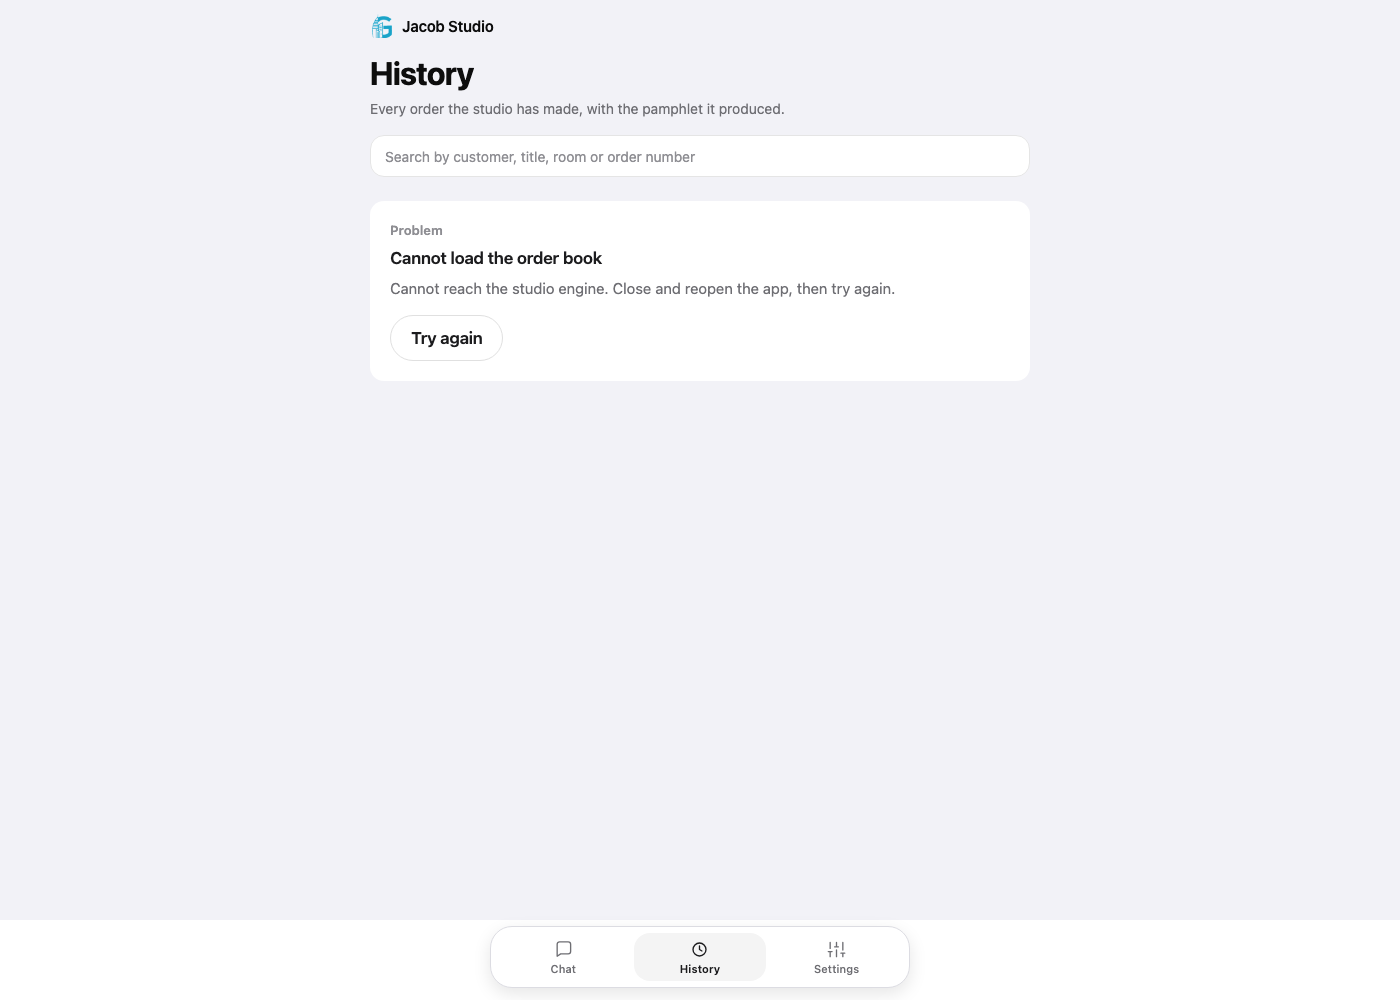 Jacob Studio
History
Every order the studio has made, with the pamphlet it produced.
Search by customer, title, room or order number
Problem
Cannot load the order book
Cannot reach the studio engine. Close and reopen the app, then try again.
Try again
Chat
History
Settings